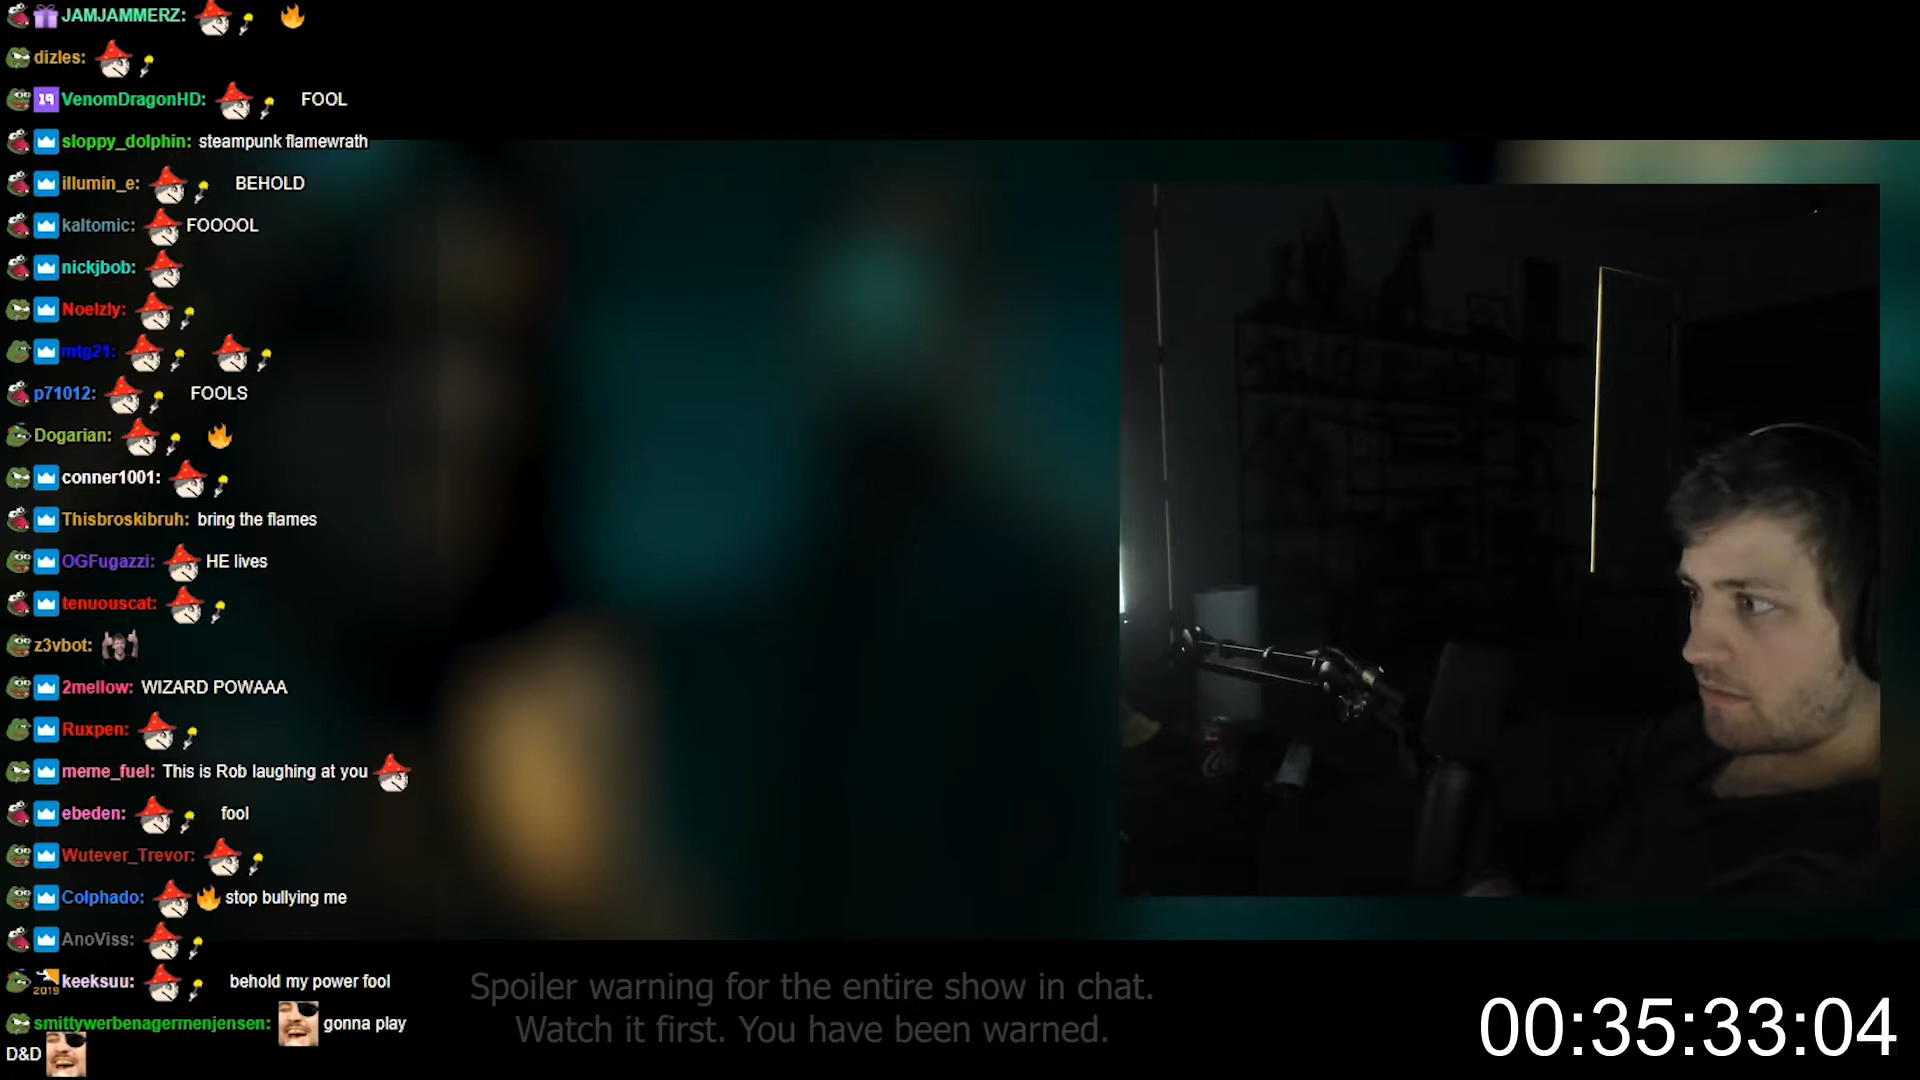 JAMJAMMERZ:
dizles:
19 VenomDragonHD: FOOL
sloppy_dolphin: steampunk flamewrath
illumin_e: BEHOLD
kaltomic: FOOOOL
nickjbob:
Noelzly:
mtg21:
p71012: FOOLS
Dogarian:
conner1001:
Thisbroskibruh: bring the flames
OGFugazzi: HE lives
tenuouscat:
z3vbot:
2mellow: WIZARD POWAAA
Ruxpen:
meme_fuel: This is Rob laughing at you
ebeden: fool
Wutever_Trevor:
Colphado: stop bullying me
AnoViss:
2019 keeksuu: behold my power fool
smittywerbenagermenjensen: gonna play
D&D
Spoiler warning for the entire show in chat.
Watch it first. You have been warned.
00:35:33:04